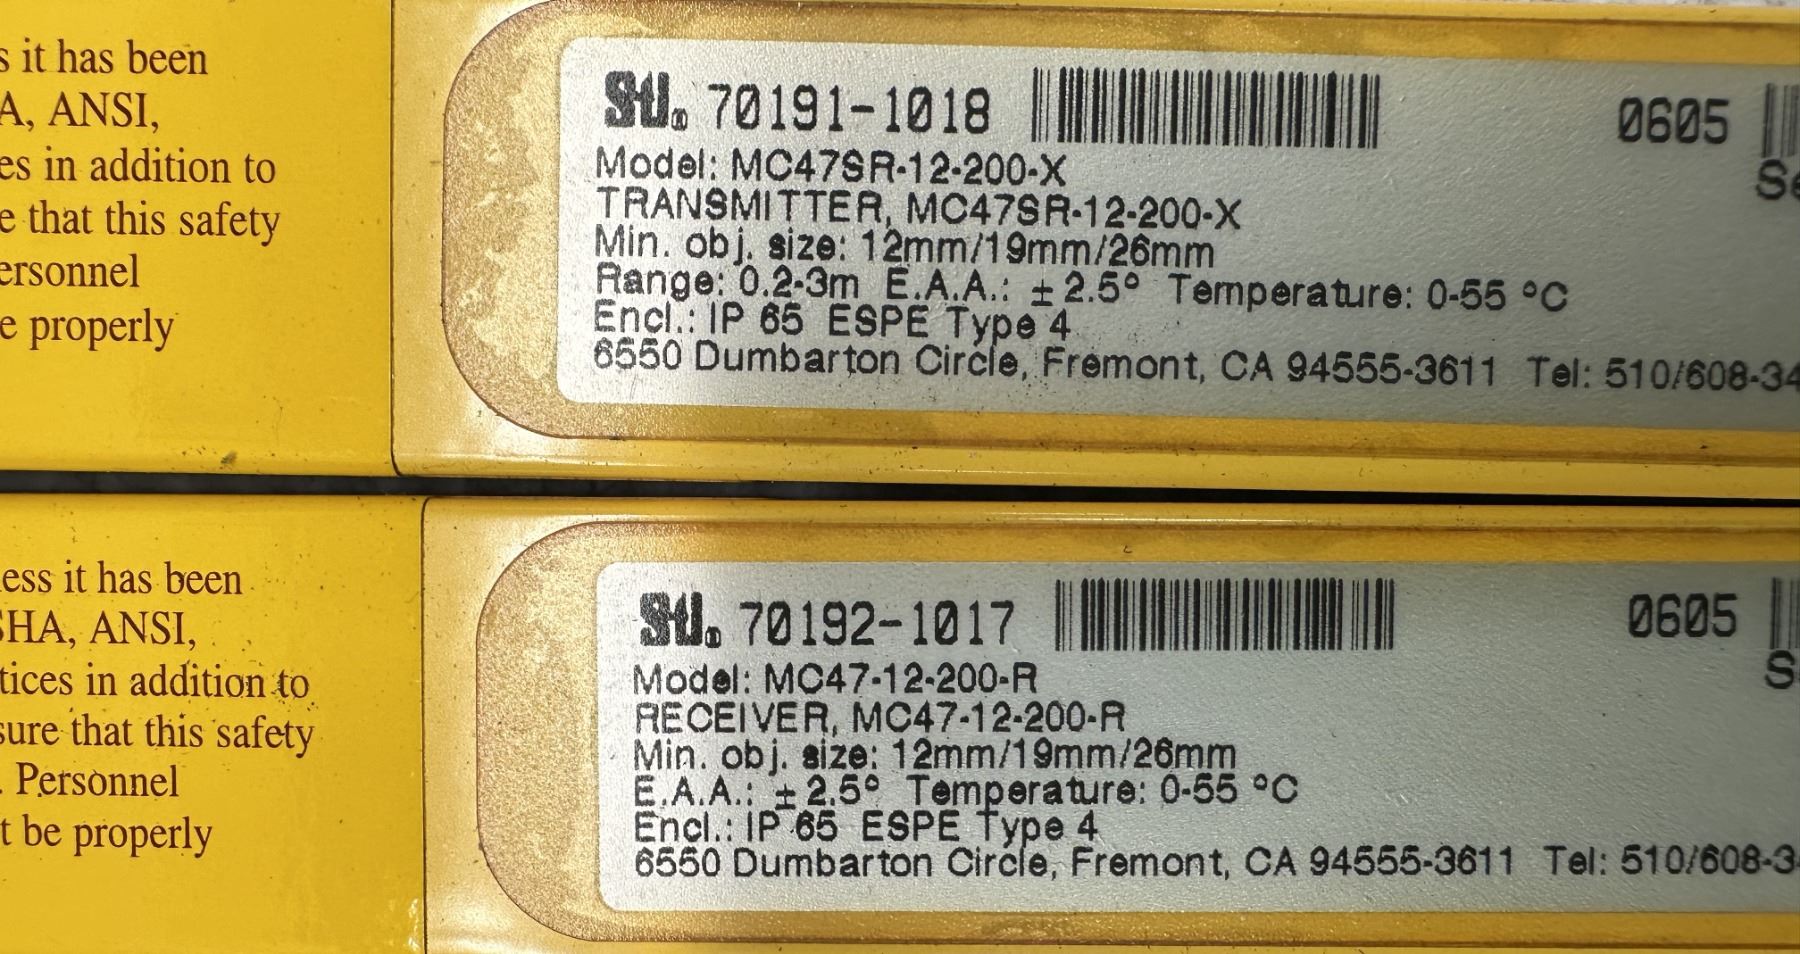 s it has been
A, ANSI,
es in addition to
e that this safety
ersonnel
e properly
STI® 70191-1018 0605
Se
Model: MC47SR-12-200-X
TRANSMITTER, MC47SR-12-200-X
Min. obj. size: 12mm/19mm/26mm
Range: 0.2-3m E.A.A.: ± 2.5° Temperature: 0-55 °C
Encl.: IP 65 ESPE Type 4
6550 Dumbarton Circle, Fremont, CA 94555-3611 Tel: 510/608-34
ess it has been
SHA, ANSI,
tices in addition to
sure that this safety
. Personnel
t be properly
STI® 70192-1017 0605
S
Model: MC47-12-200-R
RECEIVER, MC47-12-200-R
Min. obj. size: 12mm/19mm/26mm
E.A.A.: ± 2.5° Temperature: 0-55 °C
Encl.: IP 65 ESPE Type 4
6550 Dumbarton Circle, Fremont, CA 94555-3611 Tel: 510/608-3